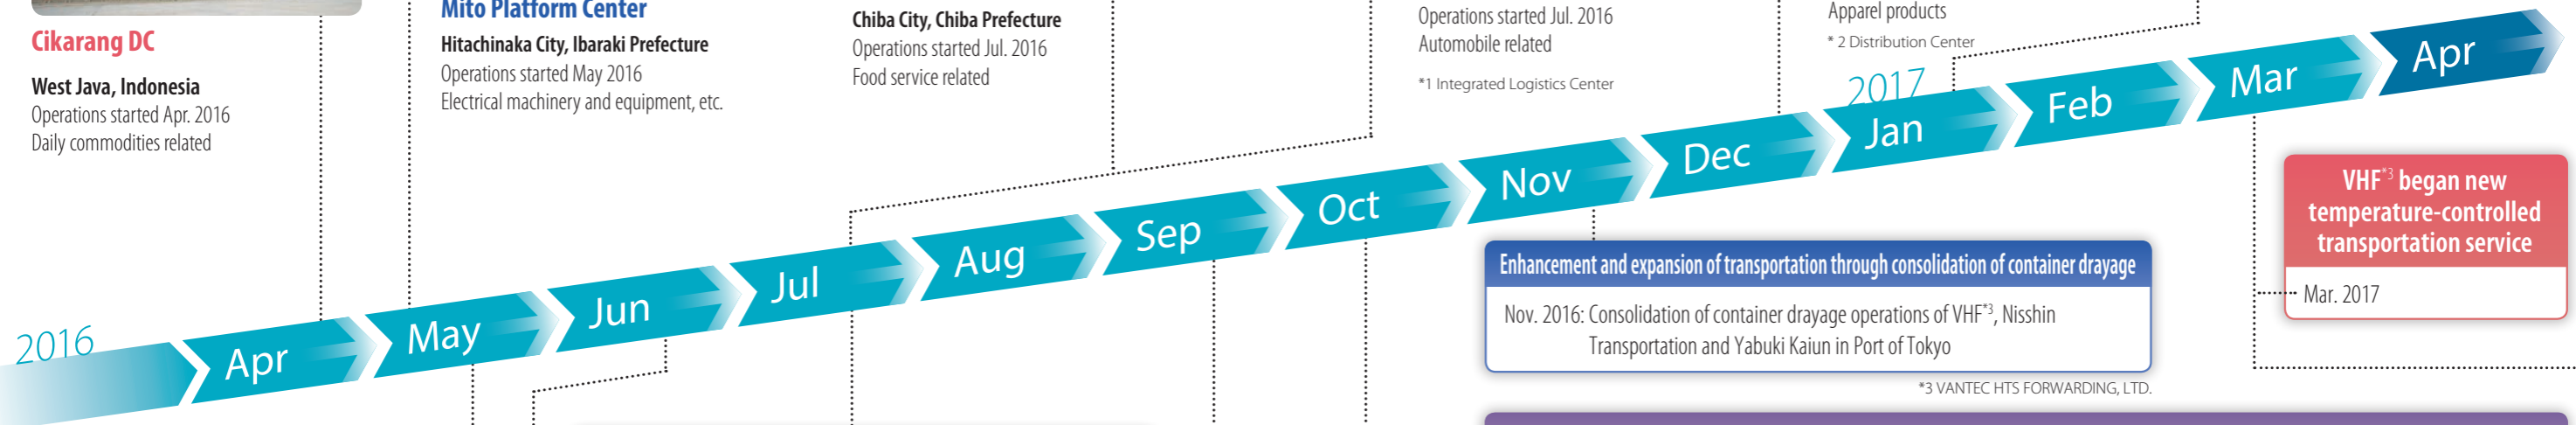 Cikarang DC
West Java, Indonesia
Operations started Apr. 2016
Daily commodities related
Mito Platform Center
Hitachinaka City, Ibaraki Prefecture
Operations started May 2016
Electrical machinery and equipment, etc.
Chiba City, Chiba Prefecture
Operations started Jul. 2016
Food service related
Operations started Jul. 2016
Automobile related
*1 Integrated Logistics Center
Apparel products
* 2 Distribution Center
2016
Apr
May
Jun
Jul
Aug
Sep
Oct
Nov
Dec
2017
Jan
Feb
Mar
Apr
Enhancement and expansion of transportation through consolidation of container drayage
Nov. 2016: Consolidation of container drayage operations of VHF*3, Nisshin
Transportation and Yabuki Kaiun in Port of Tokyo
*3 VANTEC HTS FORWARDING, LTD.
VHF*3 began new
temperature-controlled
transportation service
Mar. 2017